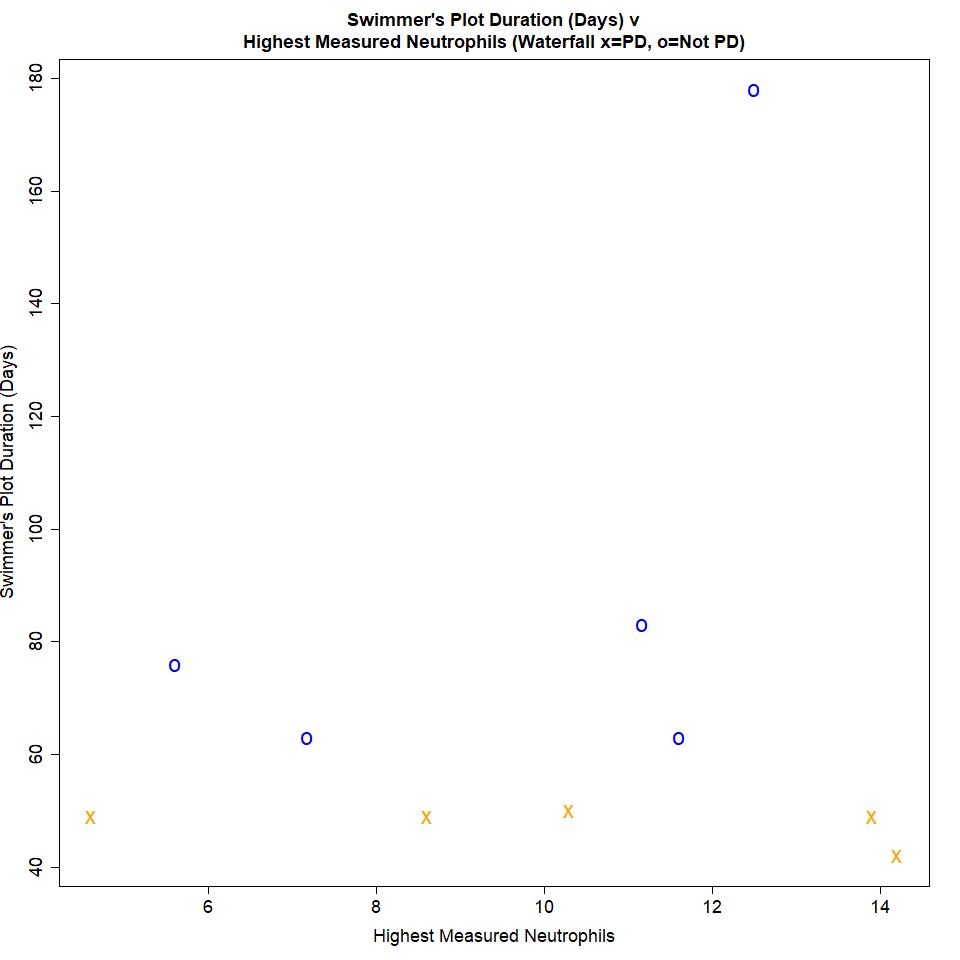 Swimmer's Plot Duration (Days) v
Highest Measured Neutrophils (Waterfall x=PD, o=Not PD)
Swimmer's Plot Duration (Days)
180
160
140
120
100
80
60
40
o
o
o
o
o
x
x
x
x
x
6 8 10 12 14
Highest Measured Neutrophils